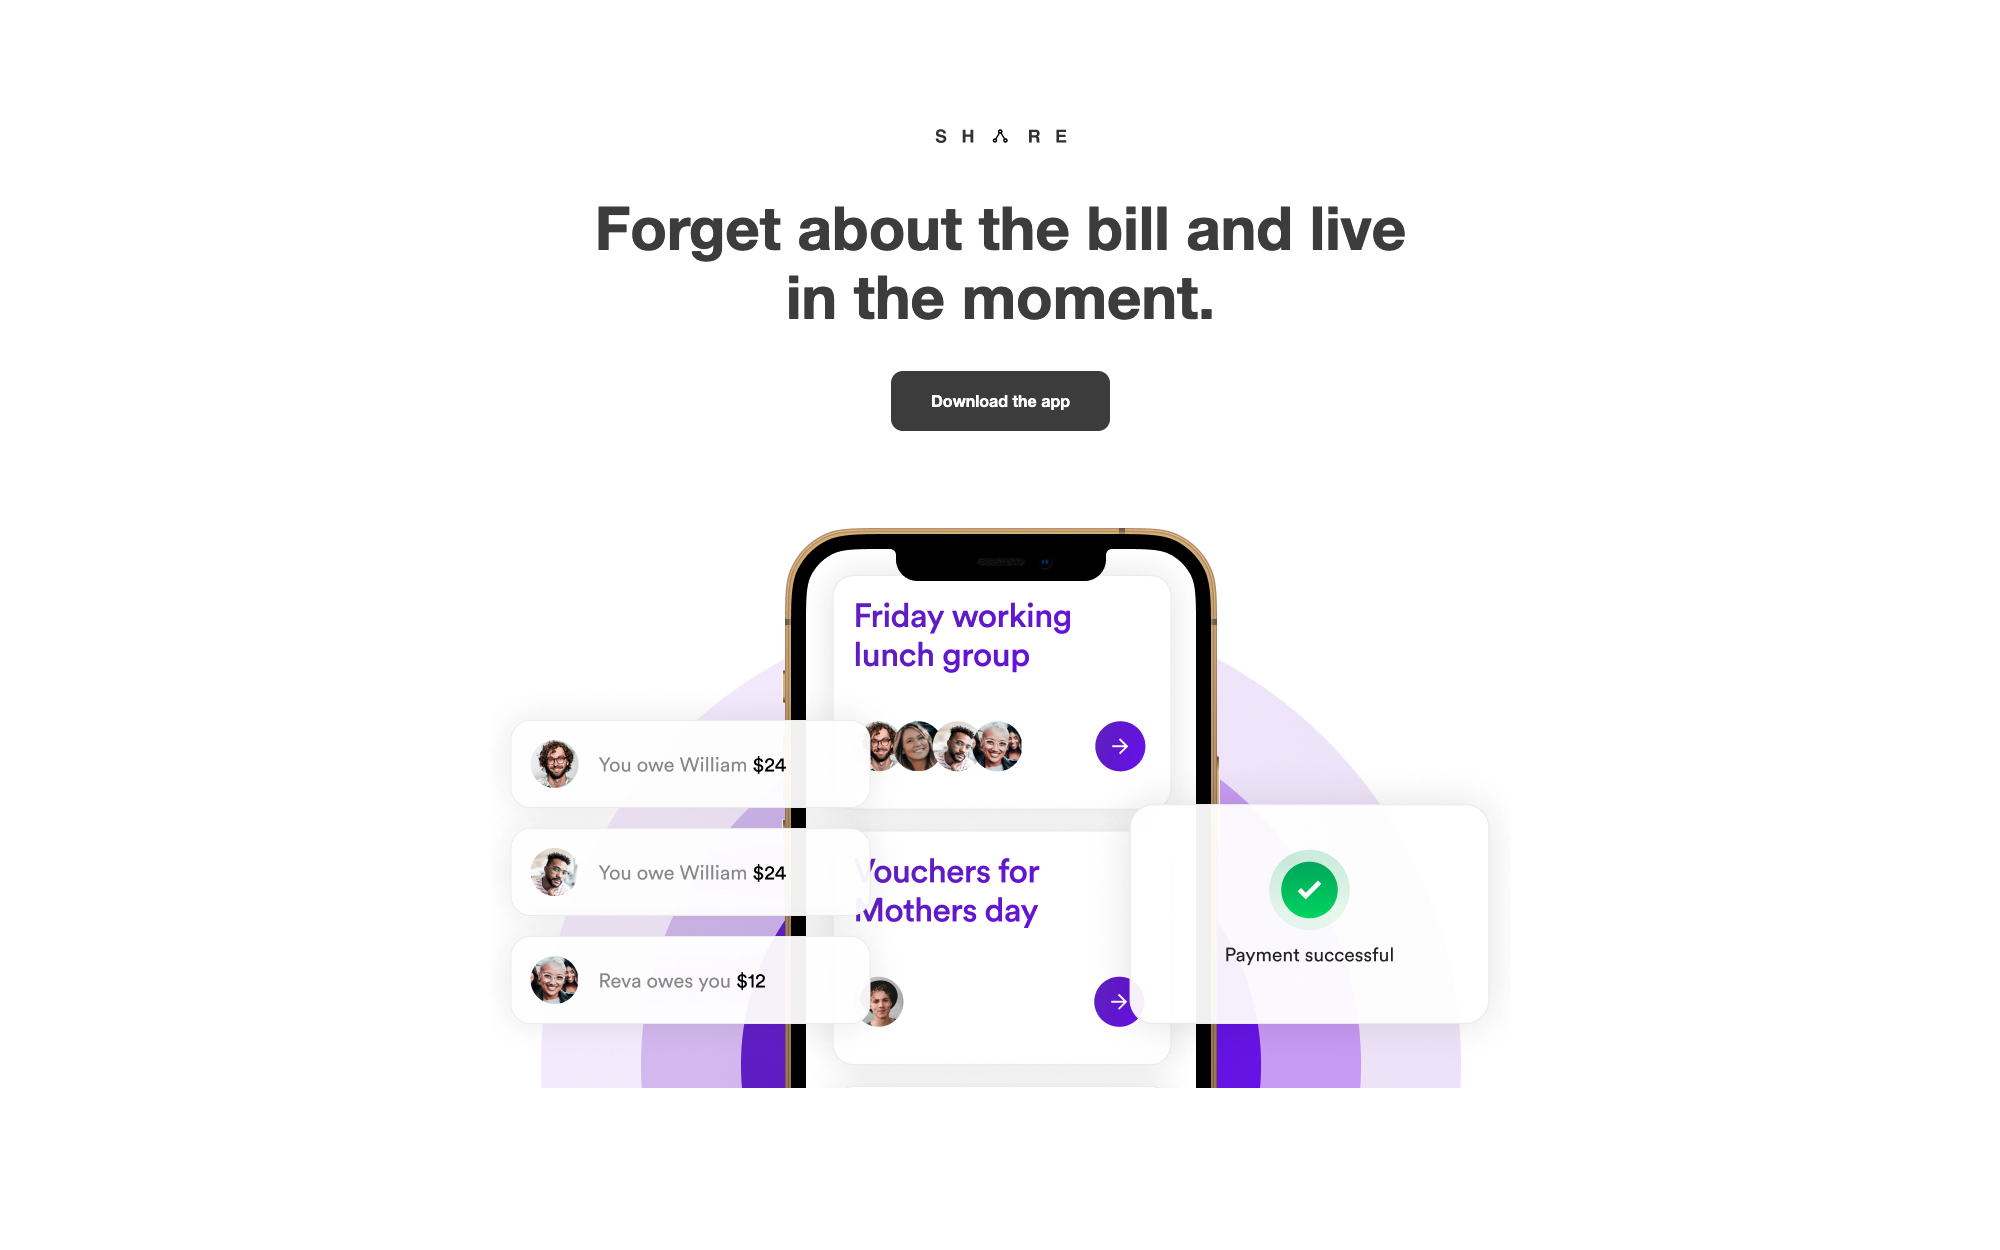 SHARE
Forget about the bill and live
in the moment.
Download the app
Friday working
lunch group
You owe William $24
You owe William $24
Vouchers for
Mothers day
Payment successful
Reva owes you $12